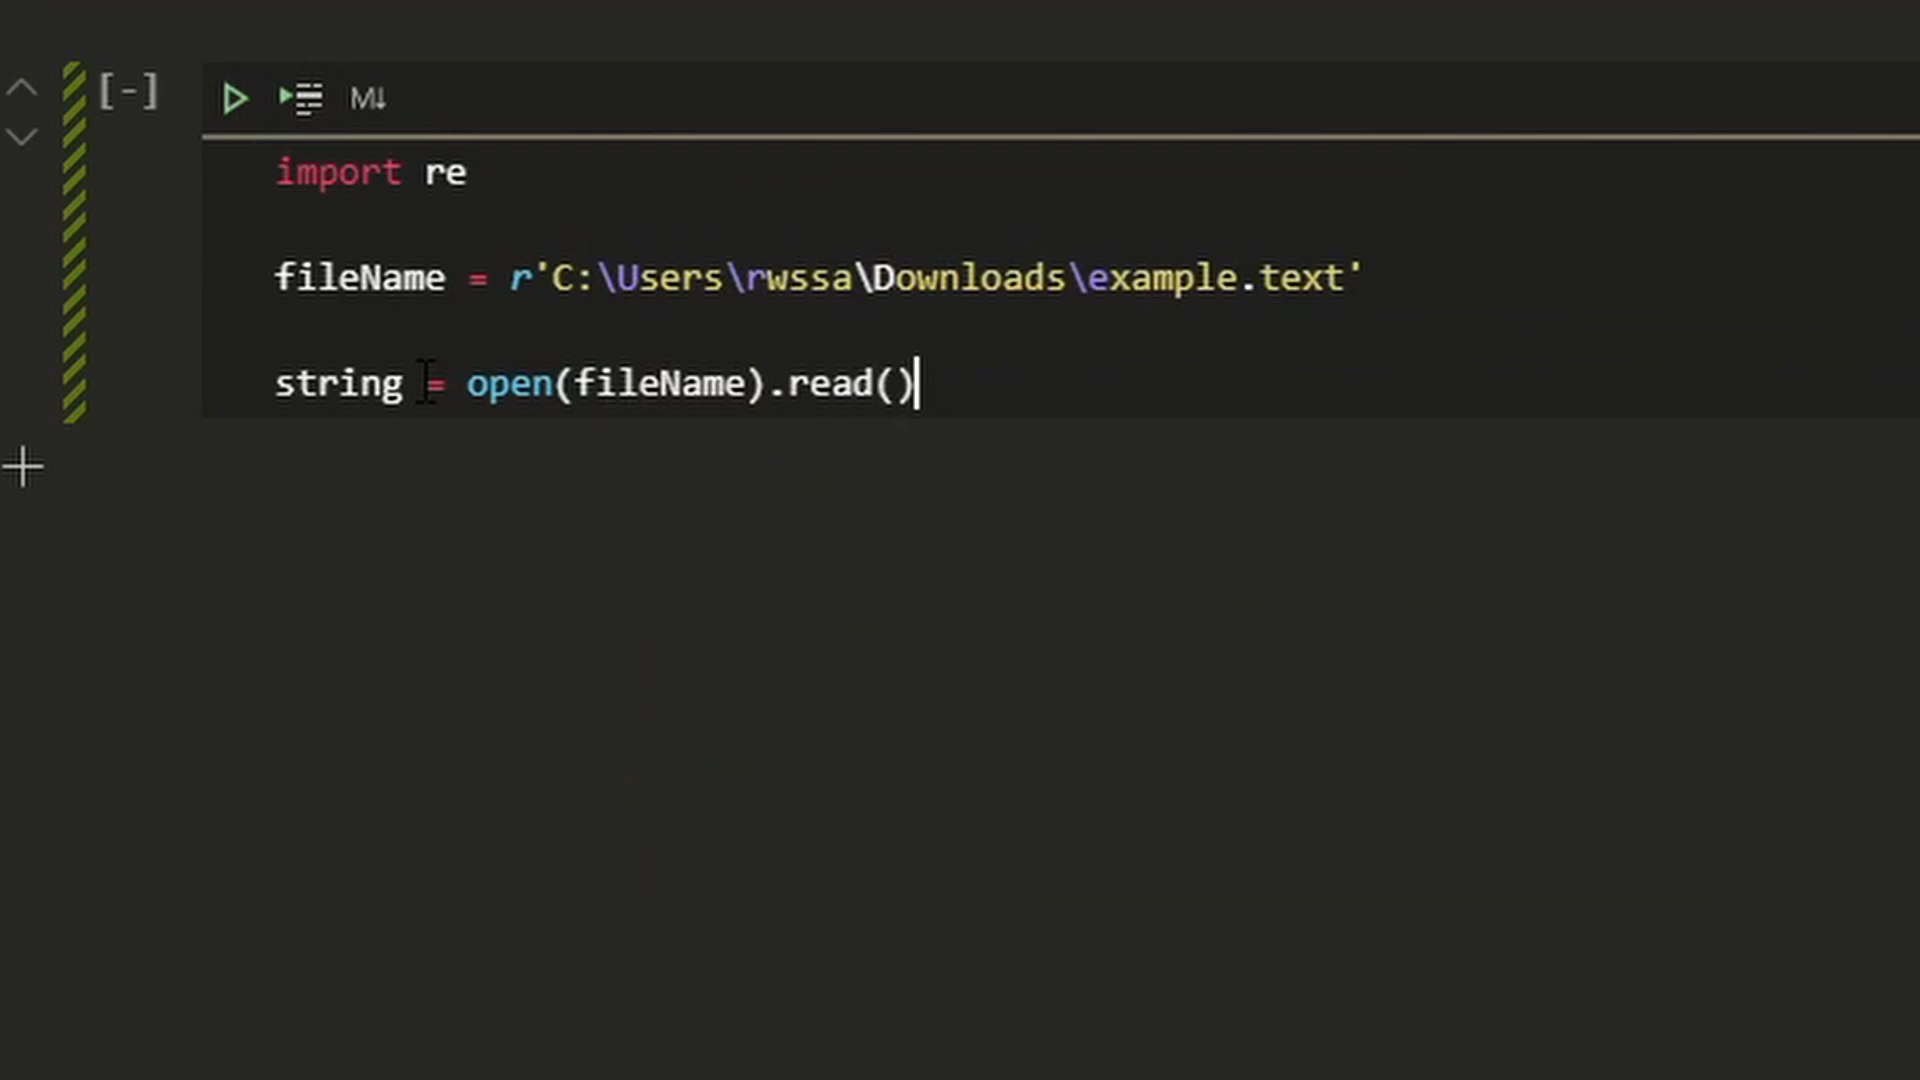 [-] M↓
import re
fileName = r'C:\Users\rwssa\Downloads\example.text'
string = open(fileName).read()